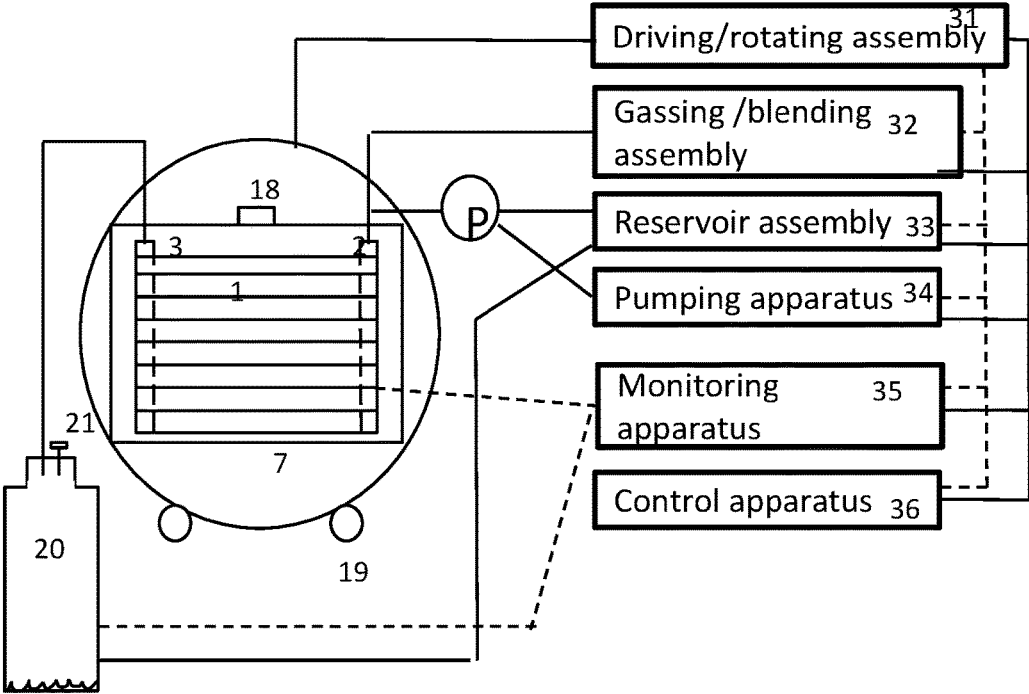 31
Driving/rotating assembly
Gassing /blending 32
assembly
18
P
Reservoir assembly 33
3 2
1
Pumping apparatus 34
Monitoring 35
apparatus
21
7
Control apparatus 36
20
19